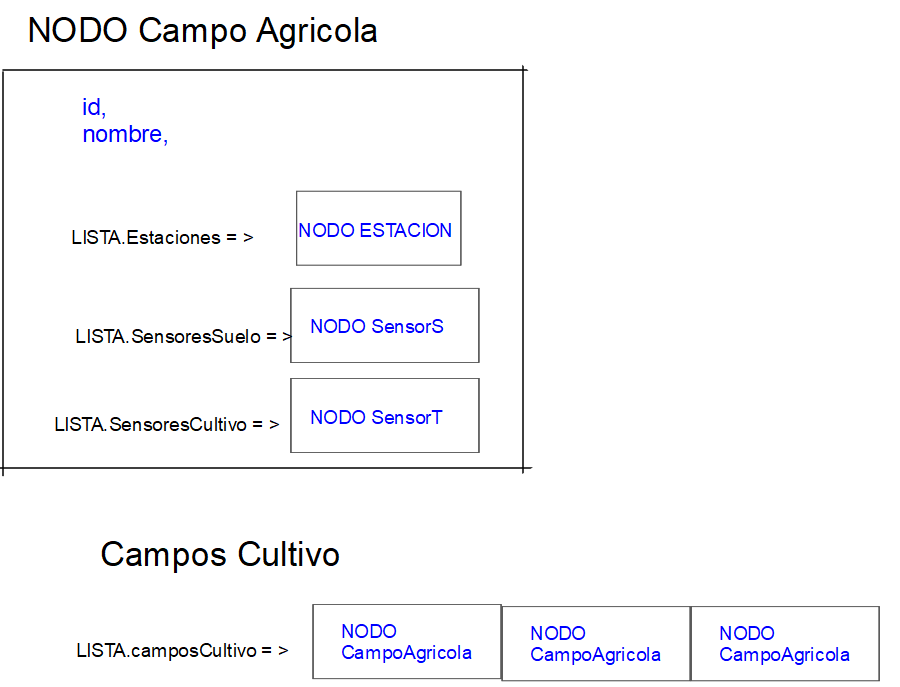 NODO Campo Agricola
id,
nombre,
LISTA.Estaciones = >
NODO ESTACION
LISTA.SensoresSuelo = >
NODO SensorS
LISTA.SensoresCultivo = >
NODO SensorT
Campos Cultivo
LISTA.camposCultivo = >
NODO
CampoAgricola
NODO
CampoAgricola
NODO
CampoAgricola